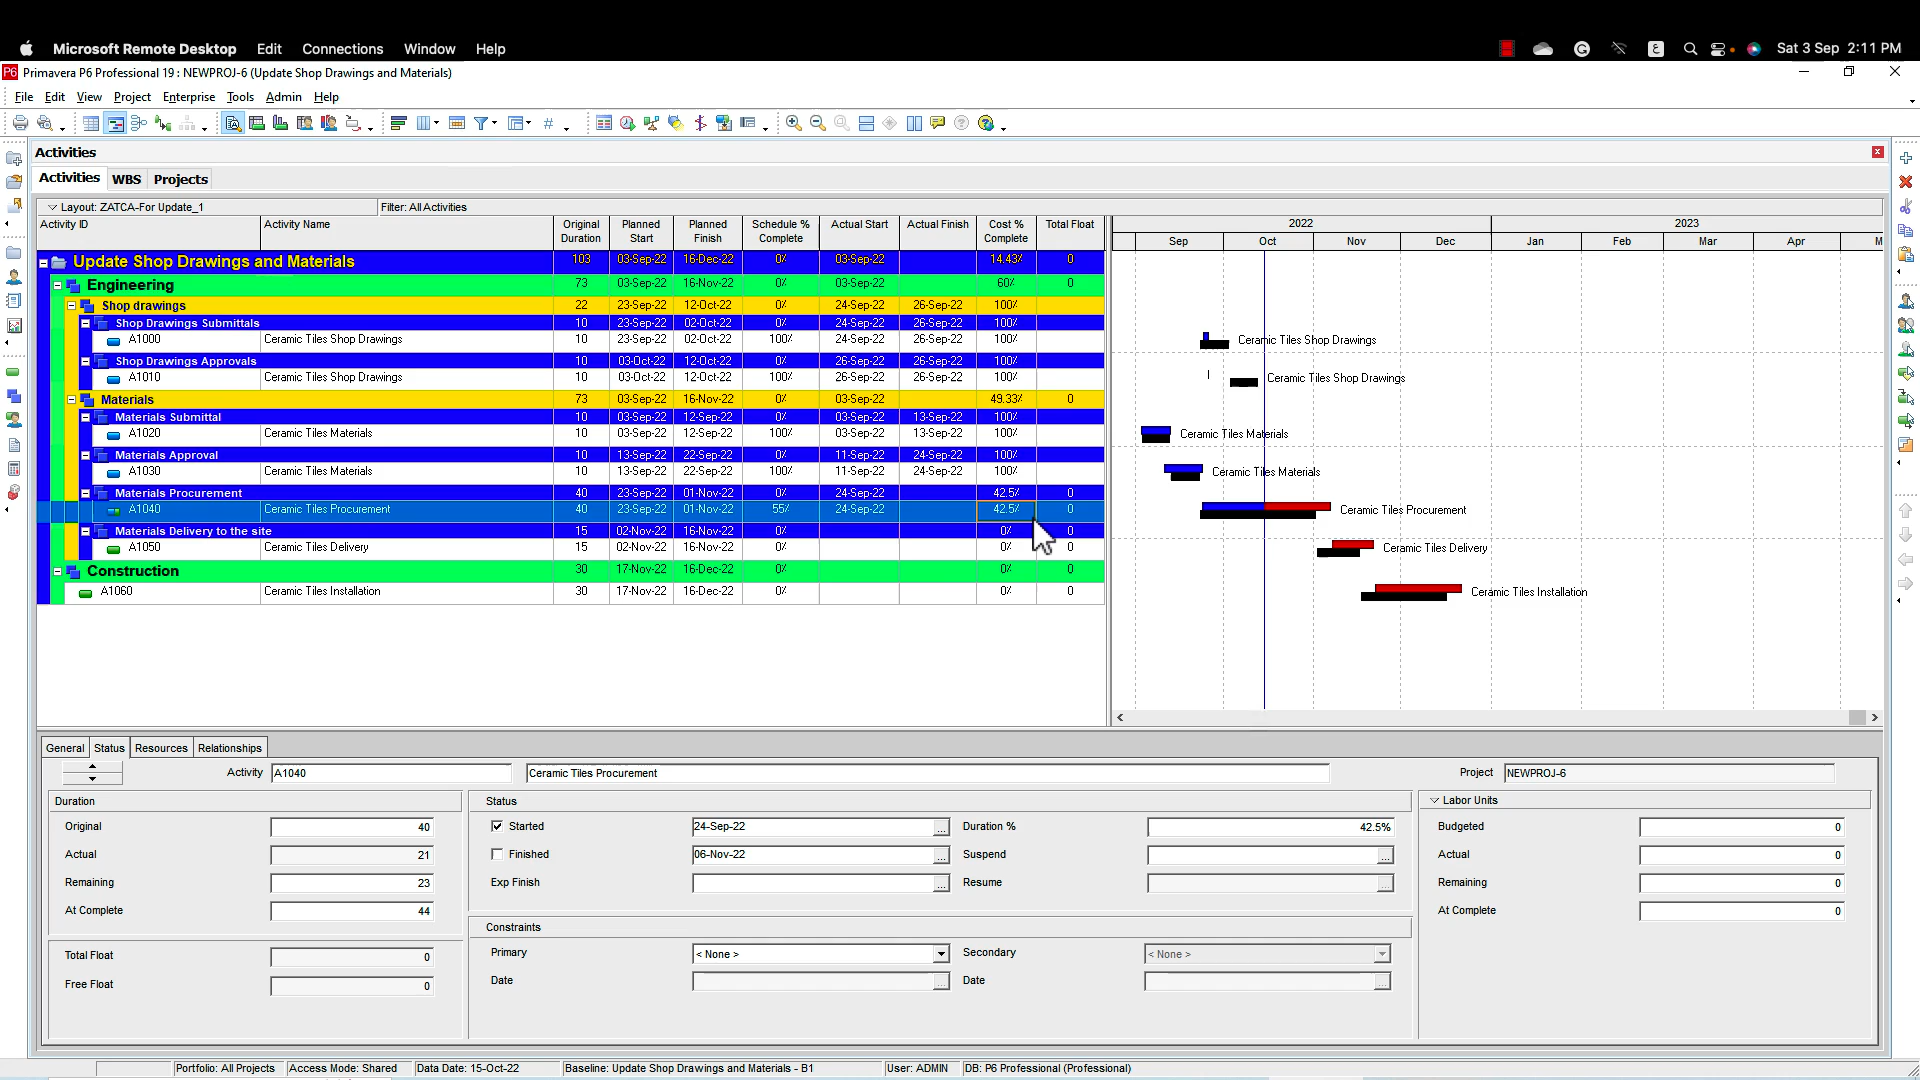 Microsoft Remote Desktop Edit Connections Window Help Sat 3 Sep 2:11 PM
P6 Primavera P6 Professional 19 : NEWPROJ-6 (Update Shop Drawings and Materials)
File Edit View Project Enterprise Tools Admin Help
Activities
Activities WBS Projects
Layout: ZATCA-For Update_1 Filter: All Activities
Activity ID Activity Name Original Duration Planned Start Planned Finish Schedule % Complete Actual Start Actual Finish Cost % Complete Total Float
2022 2023
Sep Oct Nov Dec Jan Feb Mar Apr M
Update Shop Drawings and Materials 103 03-Sep-22 16-Dec-22 0% 03-Sep-22 14.43% 0
Engineering 73 03-Sep-22 16-Nov-22 0% 03-Sep-22 60% 0
Shop drawings 22 23-Sep-22 12-Oct-22 0% 24-Sep-22 26-Sep-22 100%
Shop Drawings Submittals 10 23-Sep-22 02-Oct-22 0% 24-Sep-22 26-Sep-22 100%
A1000 Ceramic Tiles Shop Drawings 10 23-Sep-22 02-Oct-22 100% 24-Sep-22 26-Sep-22 100% Ceramic Tiles Shop Drawings
Shop Drawings Approvals 10 03-Oct-22 12-Oct-22 0% 26-Sep-22 26-Sep-22 100%
A1010 Ceramic Tiles Shop Drawings 10 03-Oct-22 12-Oct-22 100% 26-Sep-22 26-Sep-22 100% Ceramic Tiles Shop Drawings
Materials 73 03-Sep-22 16-Nov-22 0% 03-Sep-22 49.33% 0
Materials Submittal 10 03-Sep-22 12-Sep-22 0% 03-Sep-22 13-Sep-22 100%
A1020 Ceramic Tiles Materials 10 03-Sep-22 12-Sep-22 100% 03-Sep-22 13-Sep-22 100% Ceramic Tiles Materials
Materials Approval 10 13-Sep-22 22-Sep-22 0% 11-Sep-22 24-Sep-22 100%
A1030 Ceramic Tiles Materials 10 13-Sep-22 22-Sep-22 100% 11-Sep-22 24-Sep-22 100% Ceramic Tiles Materials
Materials Procurement 40 23-Sep-22 01-Nov-22 0% 24-Sep-22 42.5% 0
A1040 Ceramic Tiles Procurement 40 23-Sep-22 01-Nov-22 55% 24-Sep-22 42.5% 0 Ceramic Tiles Procurement
Materials Delivery to the site 15 02-Nov-22 16-Nov-22 0% 0% 0
A1050 Ceramic Tiles Delivery 15 02-Nov-22 16-Nov-22 0% 0% 0 Ceramic Tiles Delivery
Construction 30 17-Nov-22 16-Dec-22 0% 0% 0
A1060 Ceramic Tiles Installation 30 17-Nov-22 16-Dec-22 0% 0% 0 Ceramic Tiles Installation
General Status Resources Relationships
Activity A1040 Ceramic Tiles Procurement Project NEWPROJ-6
Duration Status Labor Units
Original 40 Started 24-Sep-22 ... Duration % 42.5% Budgeted 0
Actual 21 Finished 06-Nov-22 ... Suspend ... Actual 0
Remaining 23 Exp Finish ... Resume ... Remaining 0
At Complete 44 At Complete 0
Constraints
Total Float 0 Primary < None > Secondary < None >
Free Float 0 Date ... Date ...
Portfolio: All Projects Access Mode: Shared Data Date: 15-Oct-22 Baseline: Update Shop Drawings and Materials - B1 User: ADMIN DB: P6 Professional (Professional)